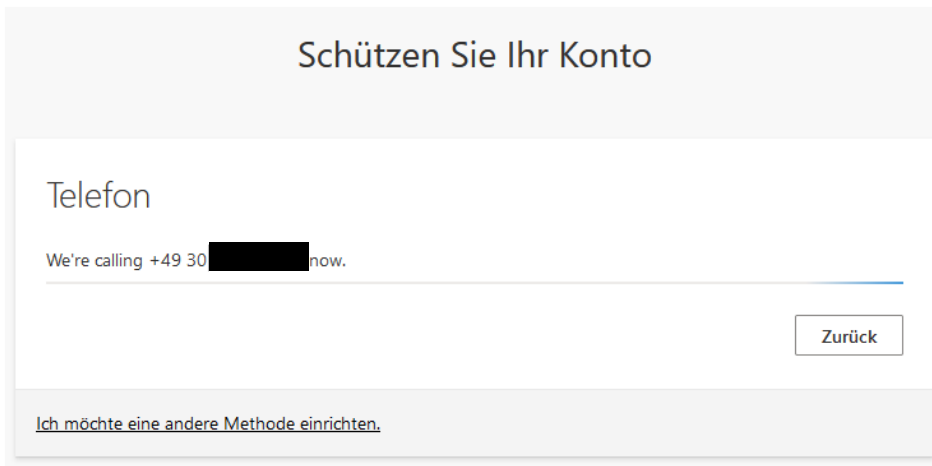 Schützen Sie Ihr Konto
Telefon
We're calling +49 30 now.
Zurück
Ich möchte eine andere Methode einrichten.